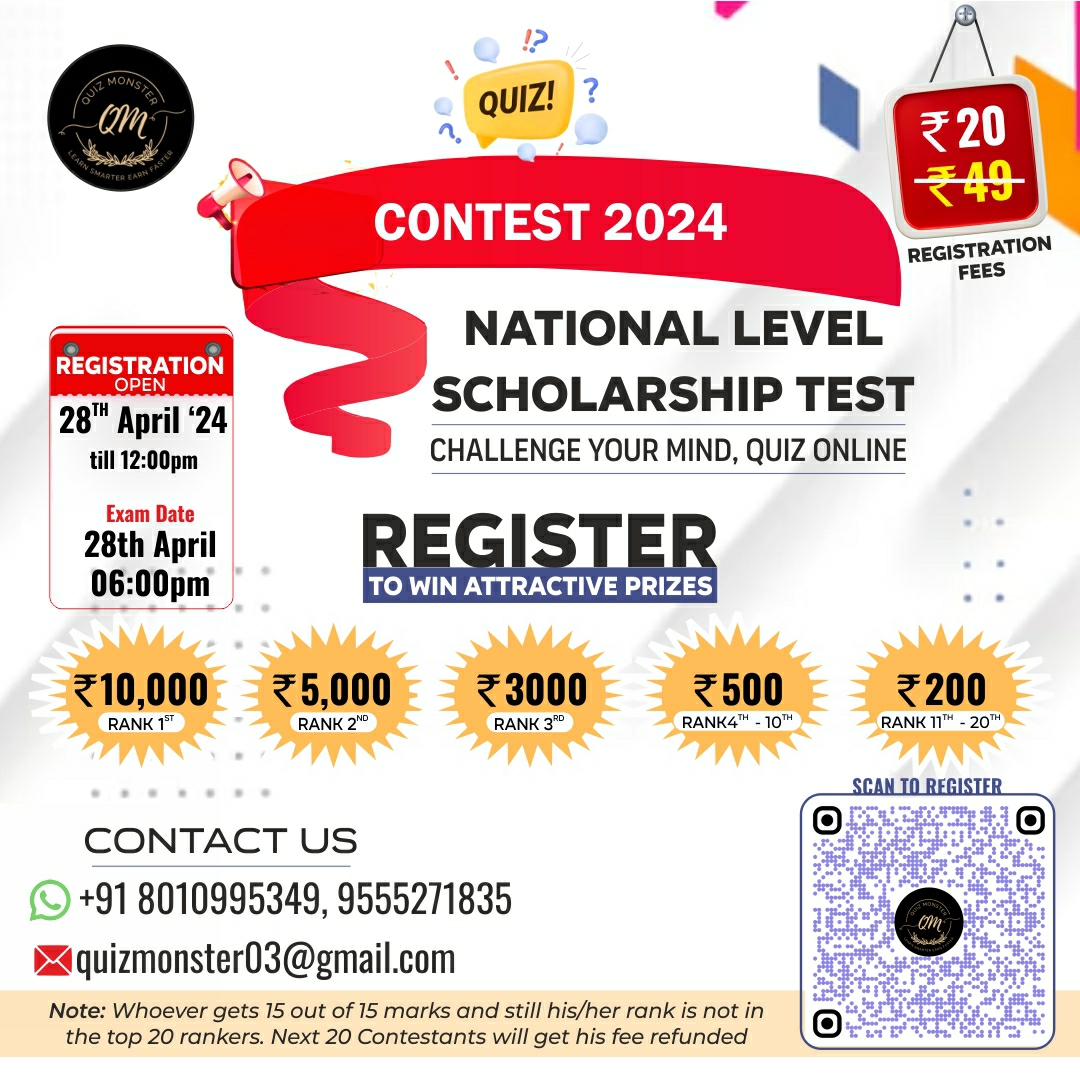 QUIZ MONSTER
QM
LEARN SMARTER EARN FASTER
!?
!
?
?
QUIZ!
₹20
₹49
REGISTRATION
FEES
CONTEST 2024
NATIONAL LEVEL
SCHOLARSHIP TEST
CHALLENGE YOUR MIND, QUIZ ONLINE
REGISTRATION
OPEN
28TH April ‘24
till 12:00pm
Exam Date
28th April
06:00pm
REGISTER
TO WIN ATTRACTIVE PRIZES
₹10,000
RANK 1ST
₹5,000
RANK 2ND
₹3000
RANK 3RD
₹500
RANK4TH - 10TH
₹200
RANK 11TH - 20TH
SCAN TO REGISTER
QUIZ MONSTER
QM
CONTACT US
+91 8010995349, 9555271835
quizmonster03@gmail.com
Note: Whoever gets 15 out of 15 marks and still his/her rank is not in
the top 20 rankers. Next 20 Contestants will get his fee refunded